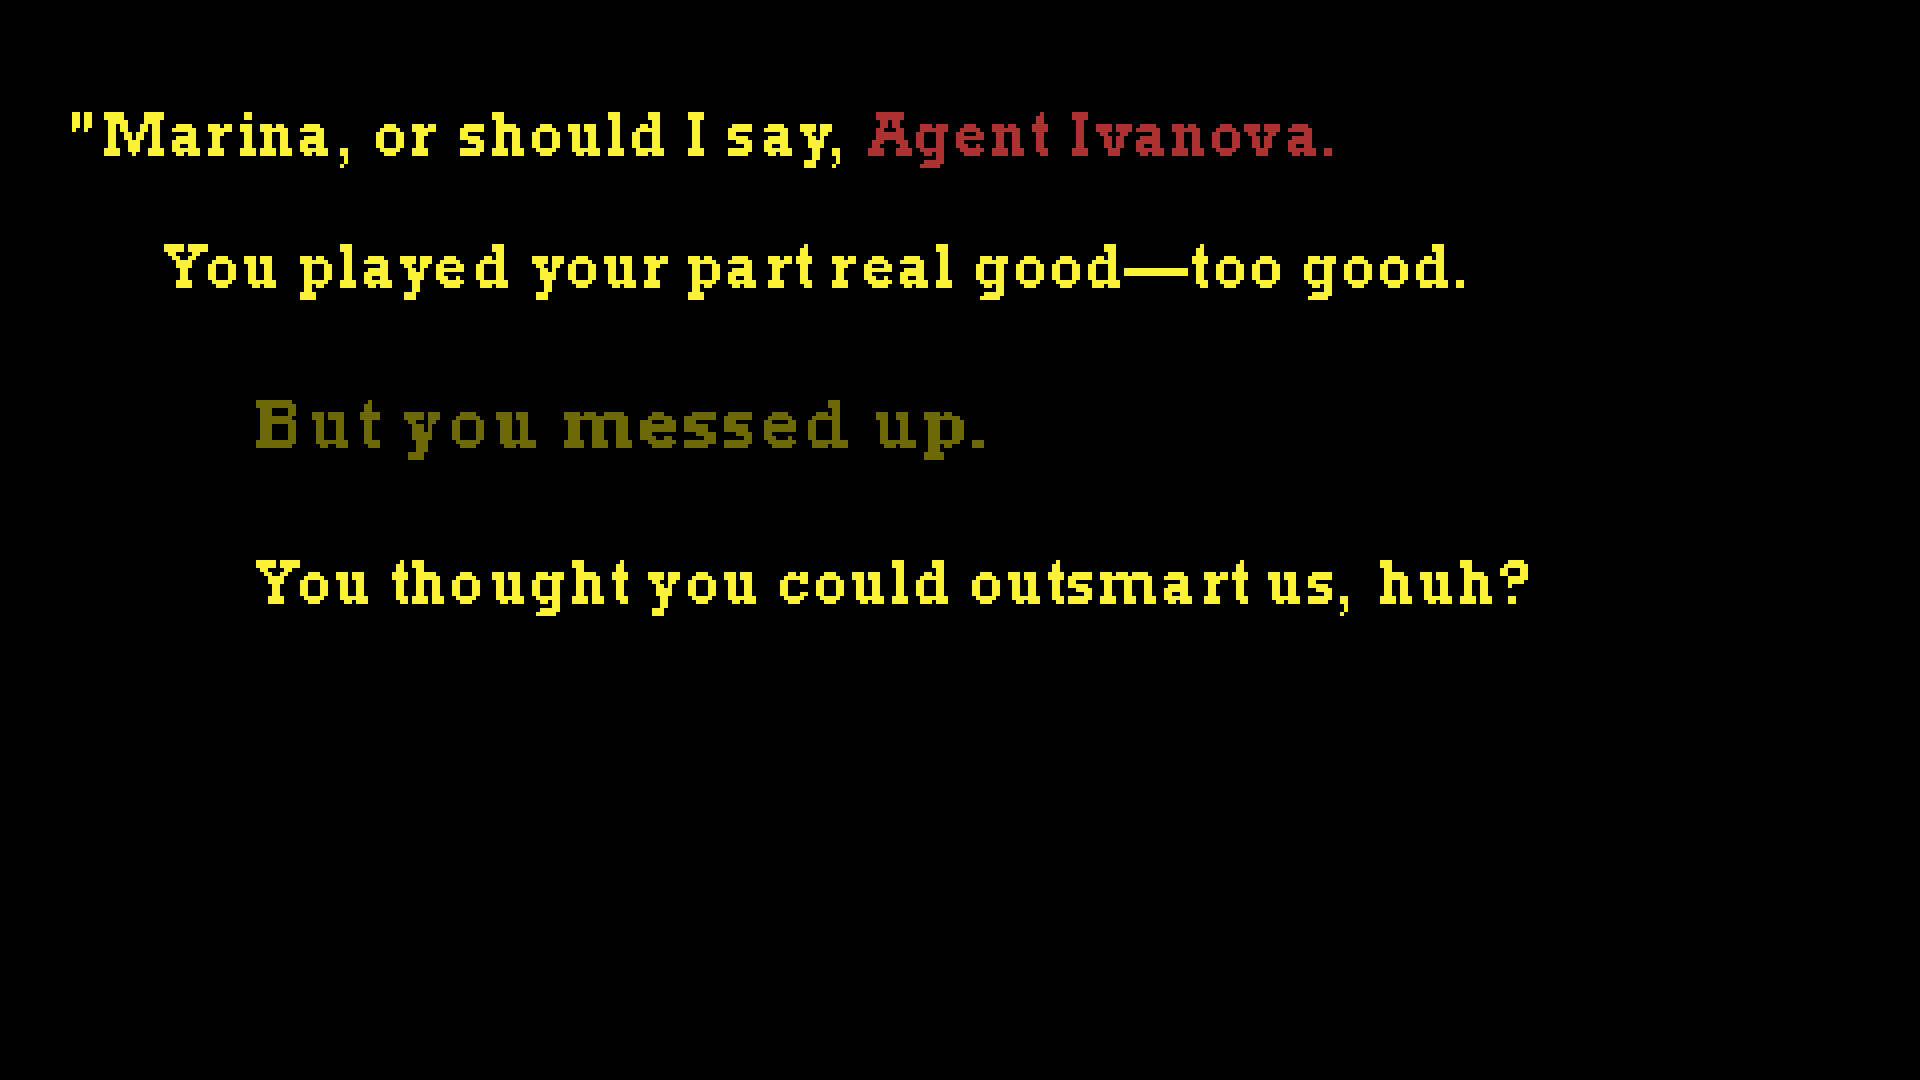 "Marina, or should I say, Agent Ivanova.
You played your part real good—too good.
But you messed up.
You thought you could outsmart us, huh?